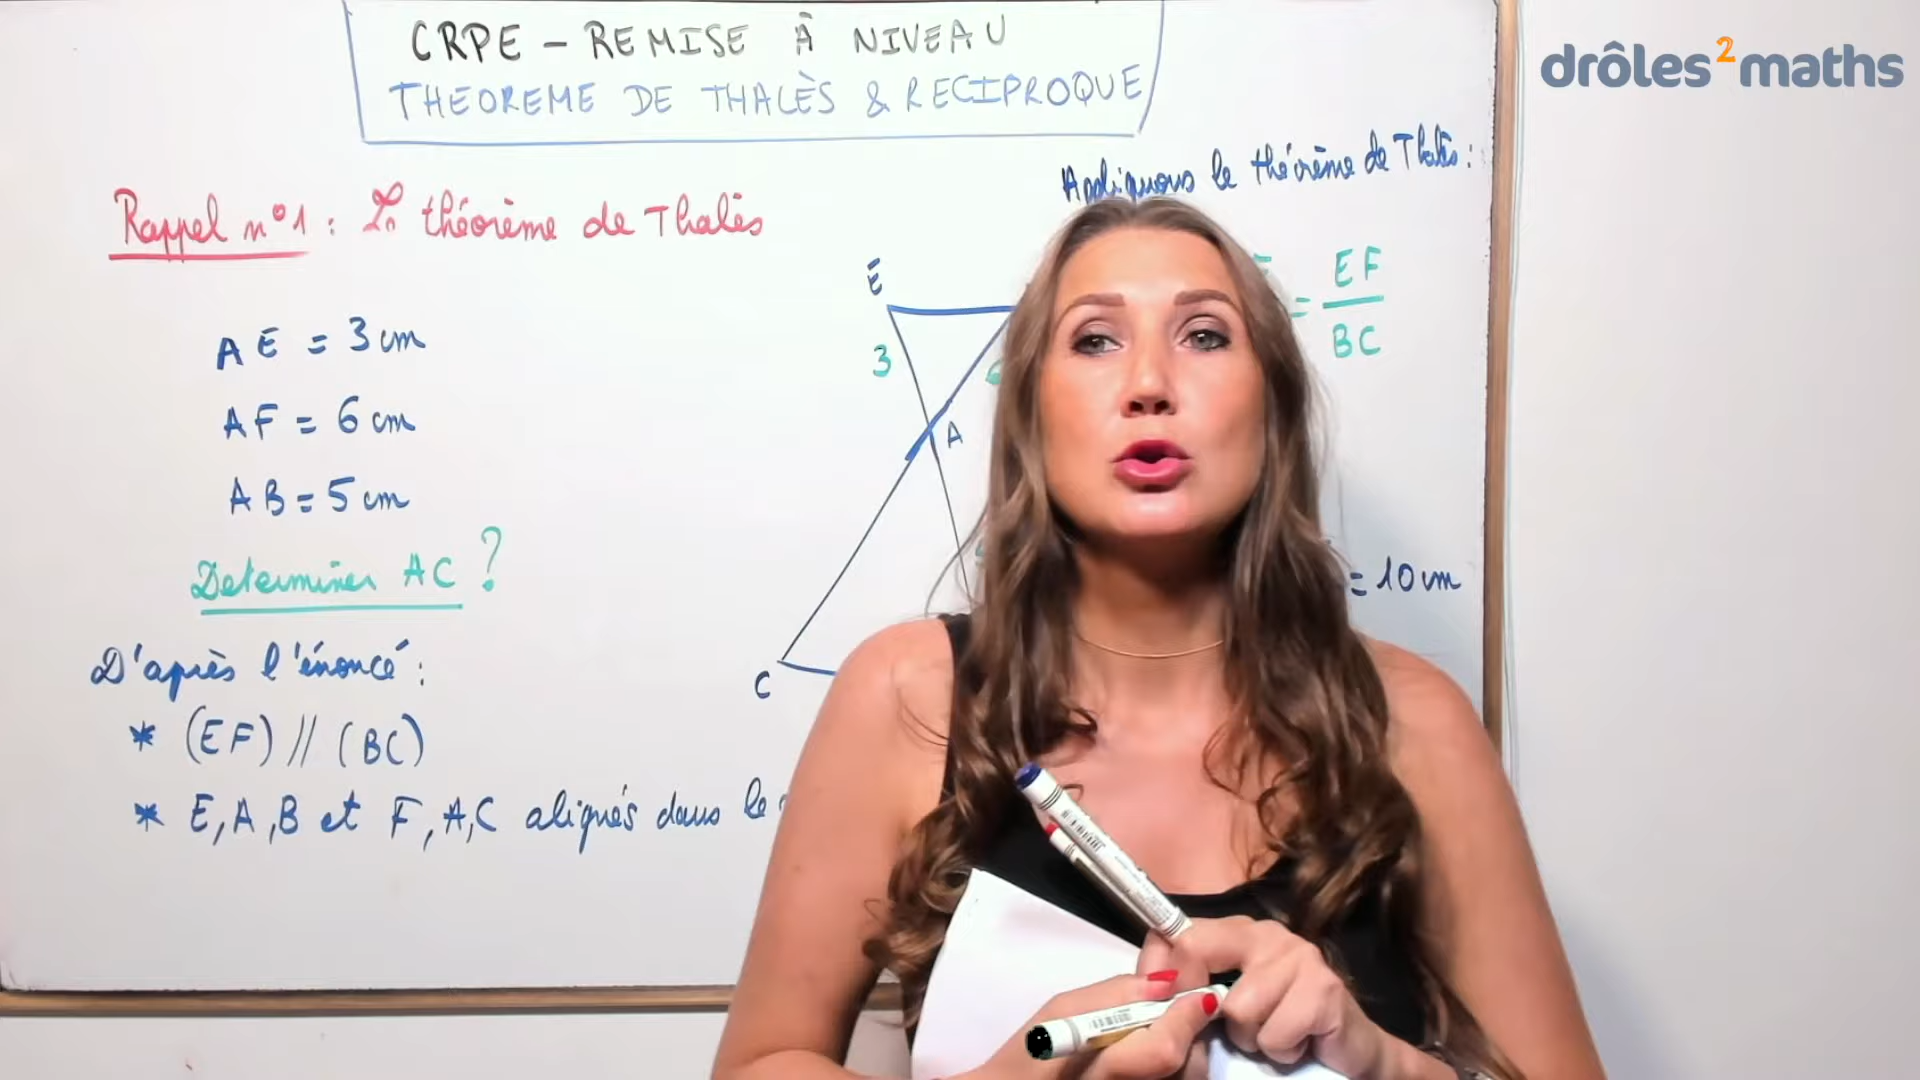 CRPE - REMISE À NIVEAU
THEOREME DE THALÈS & RECIPROQUE
drôles²maths
Rappel n°1 : Le théorème de Thalès
AE = 3 cm
AF = 6 cm
AB = 5 cm
Determiner AC ?
D'après l'énoncé :
* (EF) // (BC)
* E, A, B et F, A, C alignés dans le
E
3
A
C
Appliquons le théorème de Thalès :
= EF
BC
= 10 cm